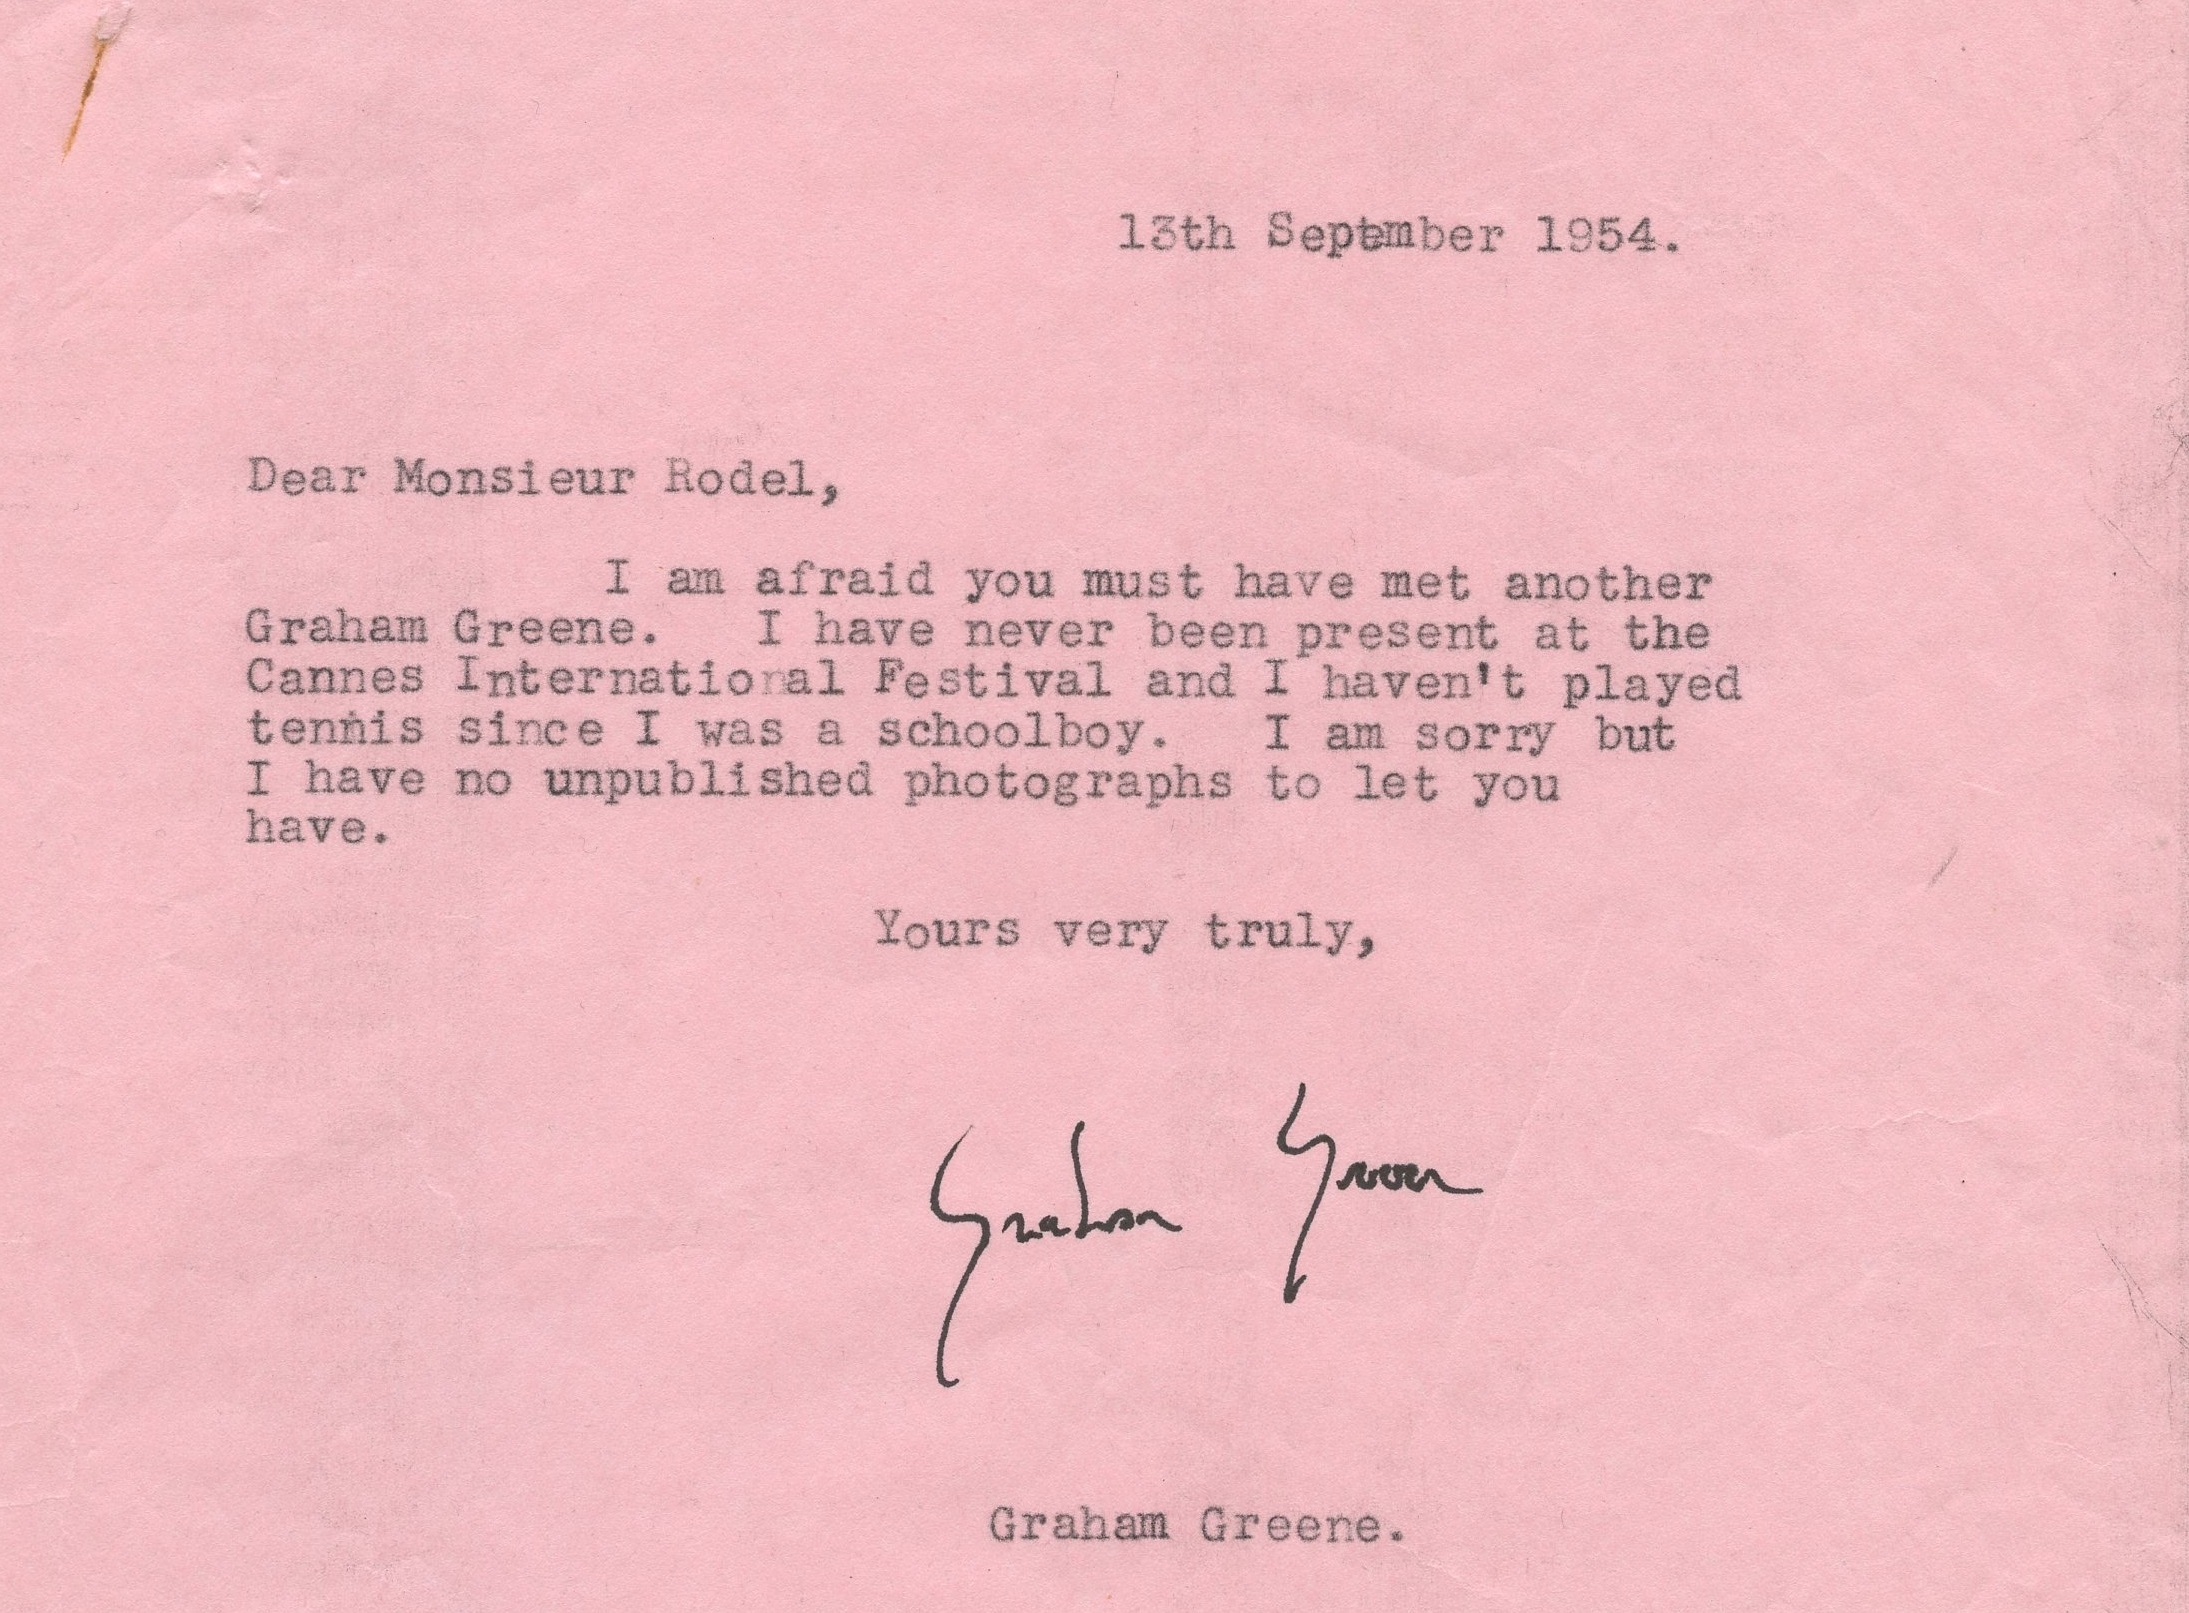 13th September 1954.
Dear Monsieur Rodel,
I am afraid you must have met another
Graham Greene. I have never been present at the
Cannes International Festival and I haven't played
tennis since I was a schoolboy. I am sorry but
I have no unpublished photographs to let you
have.
Yours very truly,
Graham Greene
Graham Greene.